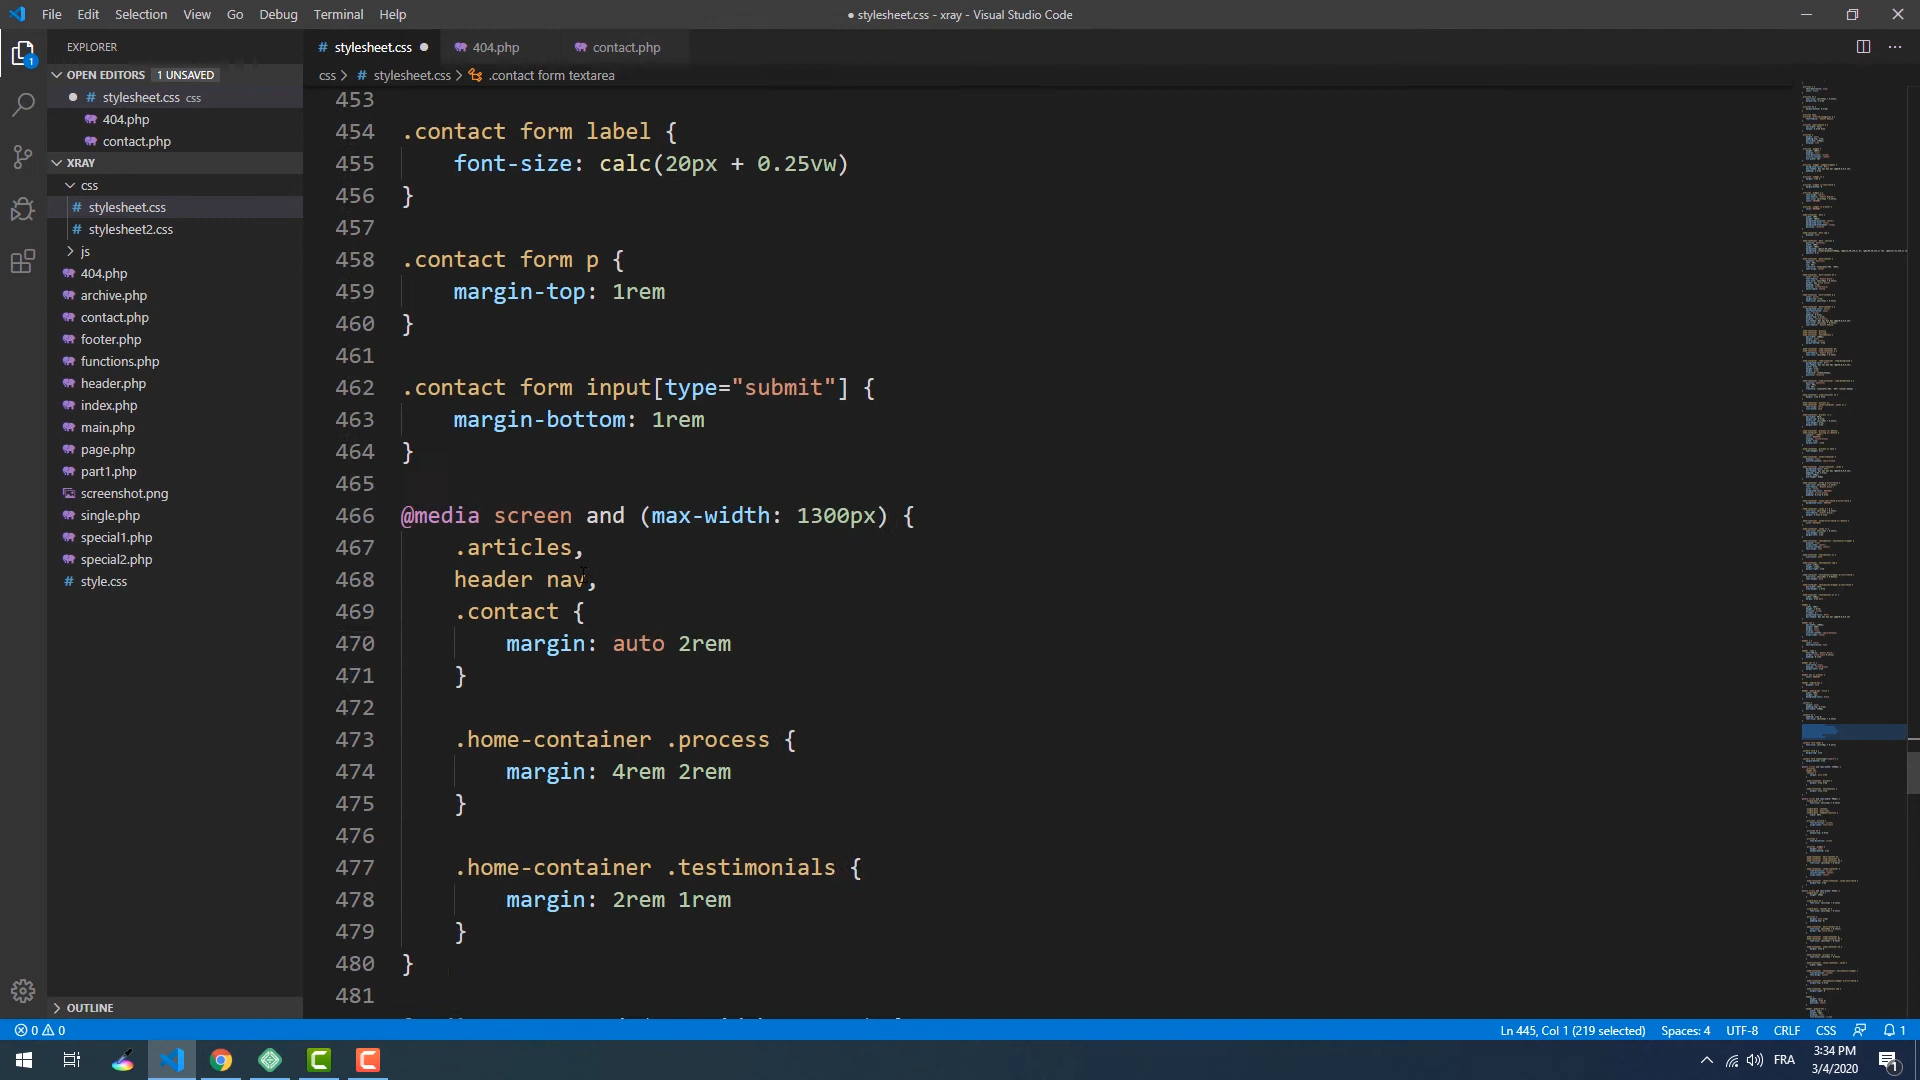 File Edit Selection View Go Debug Terminal Help
● stylesheet.css - xray - Visual Studio Code
EXPLORER
OPEN EDITORS 1 UNSAVED
# stylesheet.css css
404.php
contact.php
XRAY
css
# stylesheet.css
# stylesheet2.css
js
404.php
archive.php
contact.php
footer.php
functions.php
header.php
index.php
main.php
page.php
part1.php
screenshot.png
single.php
special1.php
special2.php
# style.css
OUTLINE
# stylesheet.css ● 404.php contact.php
css > # stylesheet.css > .contact form textarea
453
454 .contact form label {
455 font-size: calc(20px + 0.25vw)
456 }
457
458 .contact form p {
459 margin-top: 1rem
460 }
461
462 .contact form input[type="submit"] {
463 margin-bottom: 1rem
464 }
465
466 @media screen and (max-width: 1300px) {
467 .articles,
468 header nav,
469 .contact {
470 margin: auto 2rem
471 }
472
473 .home-container .process {
474 margin: 4rem 2rem
475 }
476
477 .home-container .testimonials {
478 margin: 2rem 1rem
479 }
480 }
481
0 0
Ln 445, Col 1 (219 selected) Spaces: 4 UTF-8 CRLF CSS 1
FRA
3:34 PM
3/4/2020